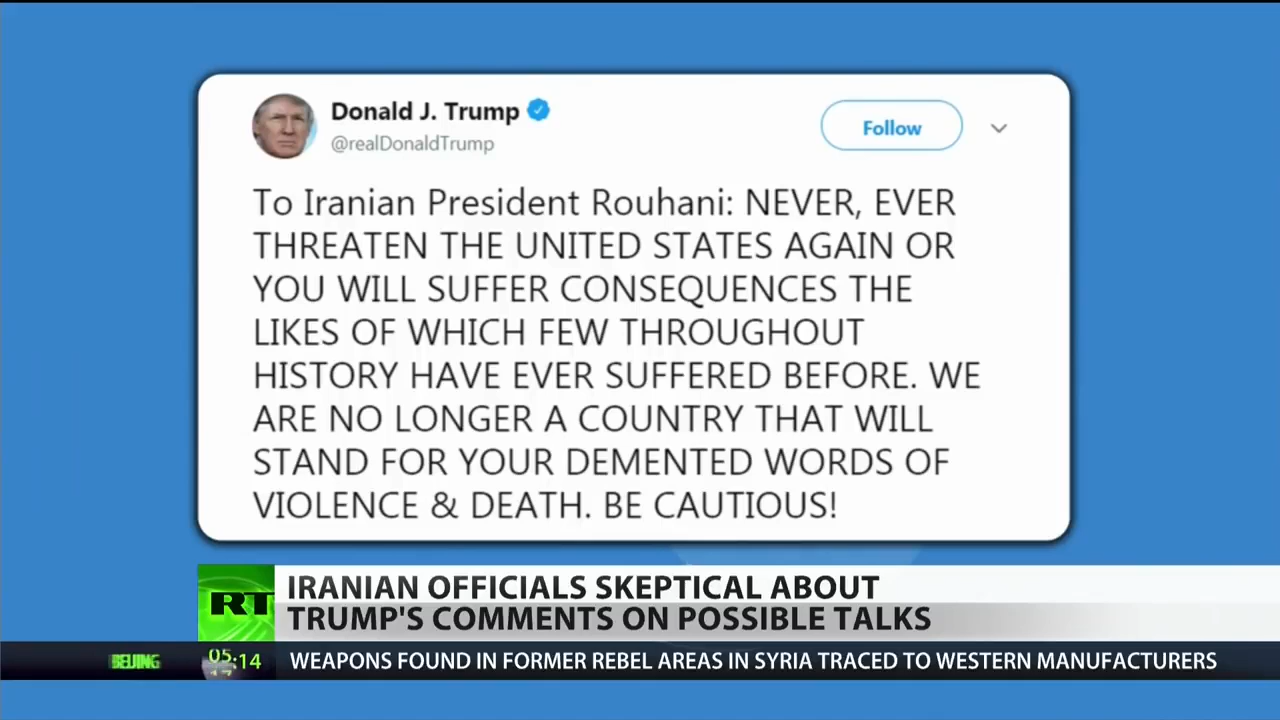 Donald J. Trump
@realDonaldTrump
Follow
To Iranian President Rouhani: NEVER, EVER
THREATEN THE UNITED STATES AGAIN OR
YOU WILL SUFFER CONSEQUENCES THE
LIKES OF WHICH FEW THROUGHOUT
HISTORY HAVE EVER SUFFERED BEFORE. WE
ARE NO LONGER A COUNTRY THAT WILL
STAND FOR YOUR DEMENTED WORDS OF
VIOLENCE & DEATH. BE CAUTIOUS!
RT
IRANIAN OFFICIALS SKEPTICAL ABOUT
TRUMP'S COMMENTS ON POSSIBLE TALKS
BEIJING
:14
WEAPONS FOUND IN FORMER REBEL AREAS IN SYRIA TRACED TO WESTERN MANUFACTURERS